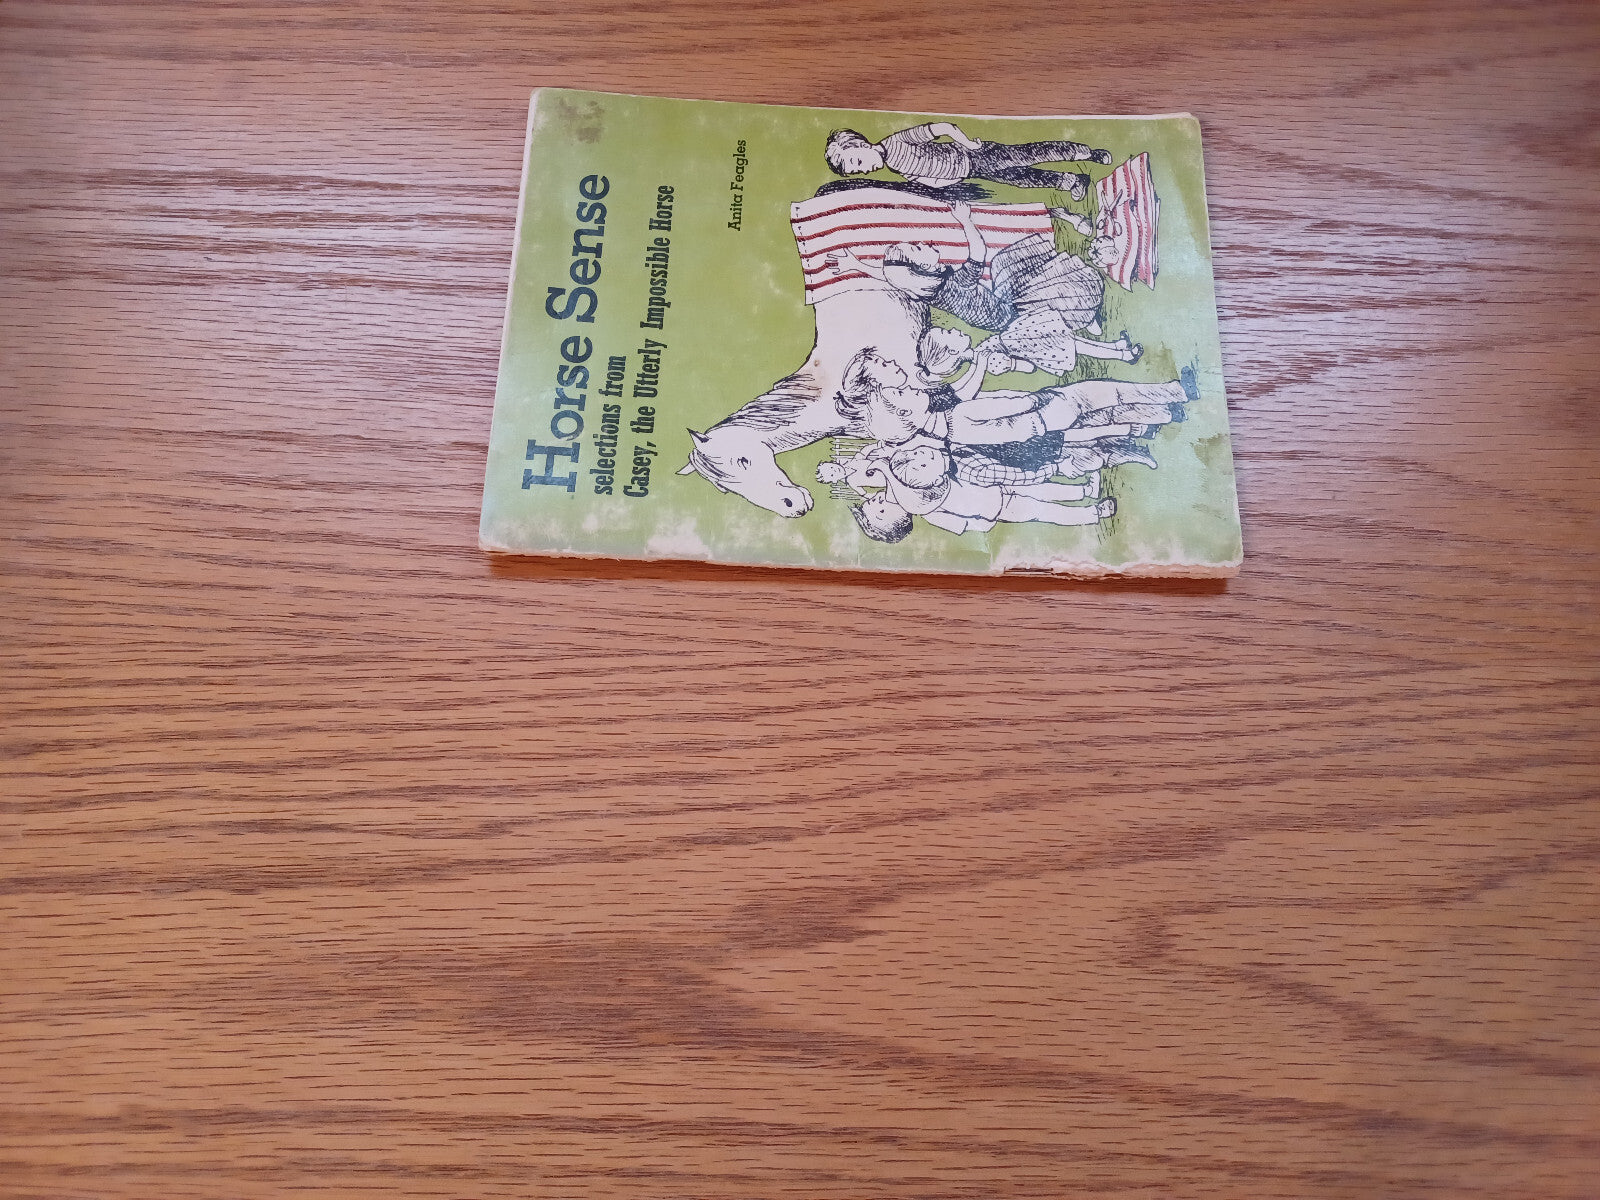 Horse Sense
selections from
Casey, the Utterly Impossible Horse
Anita Feagles